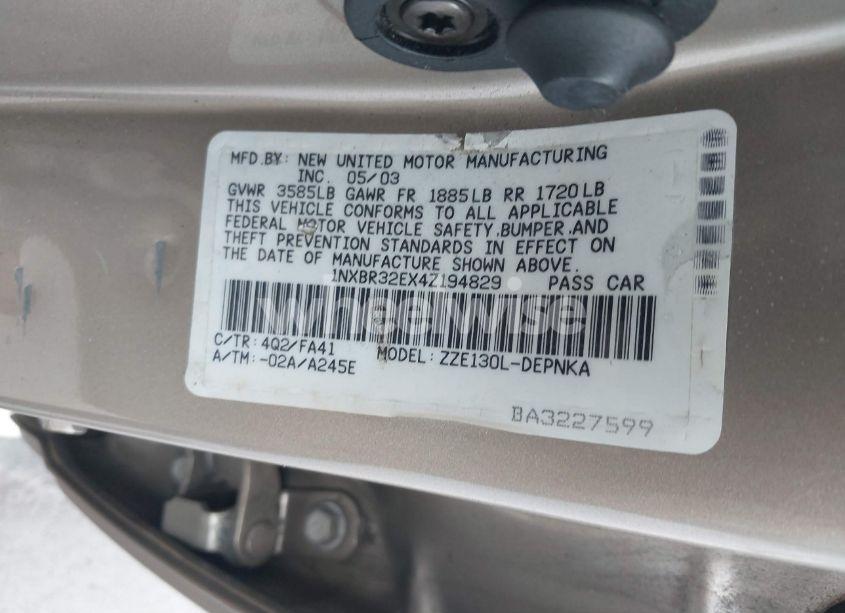 MFD.BY: NEW UNITED MOTOR MANUFACTURING
INC. 05/03
GVWR 3585LB GAWR FR 1885LB RR 1720LB
THIS VEHICLE CONFORMS TO ALL APPLICABLE
FEDERAL MOTOR VEHICLE SAFETY,BUMPER,AND
THEFT PREVENTION STANDARDS IN EFFECT ON
THE DATE OF MANUFACTURE SHOWN ABOVE.
1NXBR32EX4Z194829 PASS CAR
wheelwise
C/TR: 4Q2/FA41 MODEL: ZZE130L-DEPNKA
A/TM: -02A/A245E
BA3227599